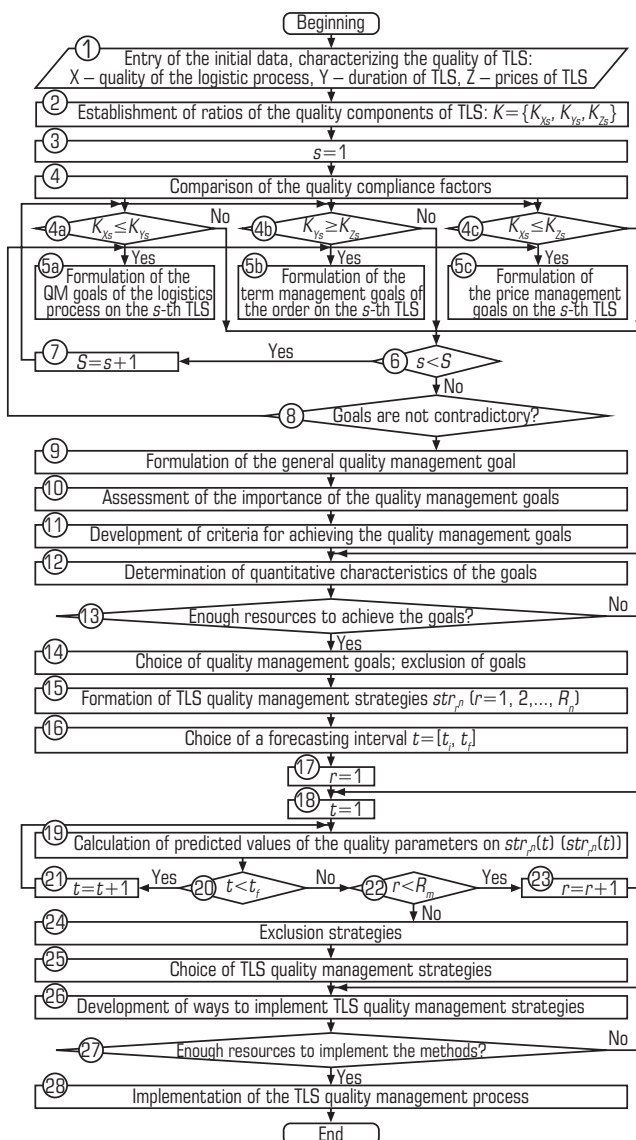 Beginning
1
Entry of the initial data, characterizing the quality of TLS:
X – quality of the logistic process, Y – duration of TLS, Z – prices of TLS
2
Establishment of ratios of the quality components of TLS: K={K_Xs, K_Ys, K_Zs}
3
s=1
4
Comparison of the quality compliance factors
4a K_Xs≤K_Ys No 4b K_Ys≥K_Zs No 4c K_Xs≤K_Zs
Yes Yes Yes
5a Formulation of the
QM goals of the logistics
process on the s-th TLS
5b Formulation of the
term management goals of
the order on the s-th TLS
5c Formulation of
the price management
goals on the s-th TLS
7 S=s+1 Yes 6 s<S
No
8 Goals are not contradictory?
9
Formulation of the general quality management goal
10
Assessment of the importance of the quality management goals
11
Development of criteria for achieving the quality management goals
12
Determination of quantitative characteristics of the goals
13 Enough resources to achieve the goals? No
Yes
14
Choice of quality management goals; exclusion of goals
15
Formation of TLS quality management strategies str_r^n (r=1, 2,..., R_n)
16
Choice of a forecasting interval t=[t_i, t_f]
17
r=1
18
t=1
19
Calculation of predicted values of the quality parameters on str_r^n(t) (str_r^n(t))
21 t=t+1 Yes 20 t<t_f No 22 r<R_m Yes 23 r=r+1
No
24
Exclusion strategies
25
Choice of TLS quality management strategies
26
Development of ways to implement TLS quality management strategies
27 Enough resources to implement the methods? No
Yes
28
Implementation of the TLS quality management process
End